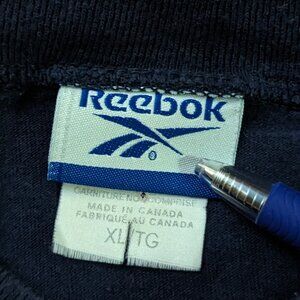 Reebok
®
GARNITURE NON COMPRISE
MADE IN CANADA
FABRIQUÉ AU CANADA
XL/TG